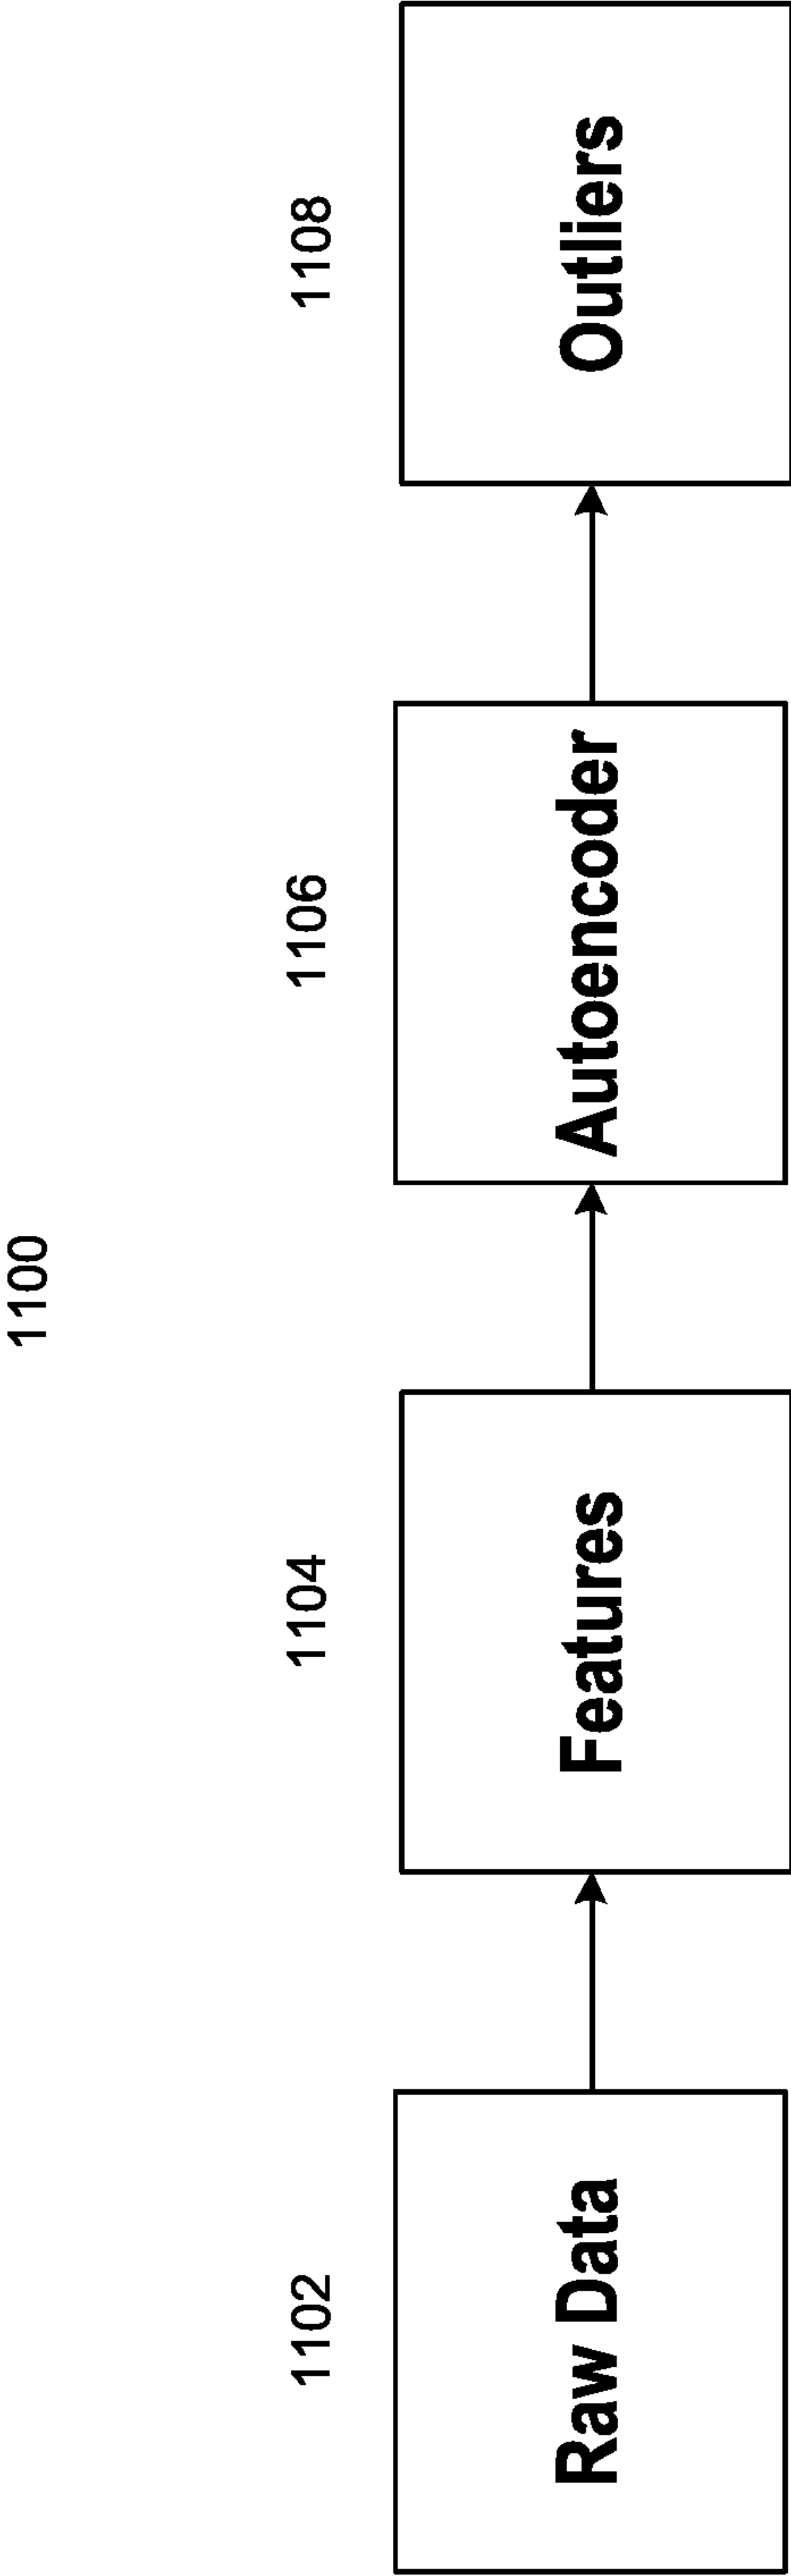 1100
1102
1104
1106
1108
Raw Data
Features
Autoencoder
Outliers